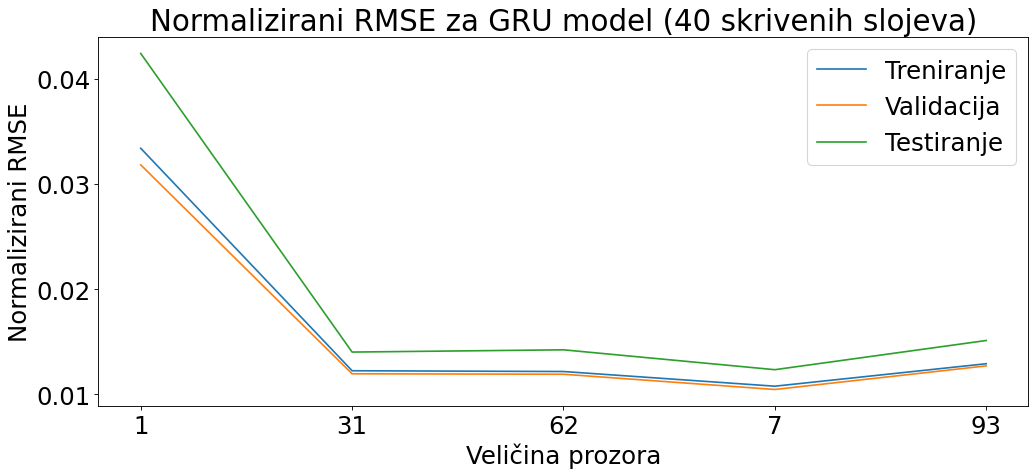 Normalizirani RMSE za GRU model (40 skrivenih slojeva)
Treniranje
Validacija
Testiranje
Normalizirani RMSE
0.04
0.03
0.02
0.01
1 31 62 7 93
Veličina prozora